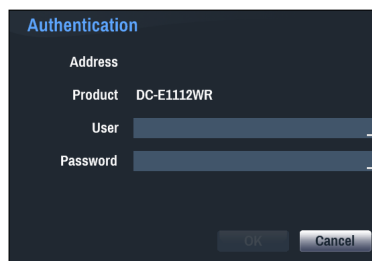 Authentication
Address
Product DC-E1112WR
User
Password
OK Cancel